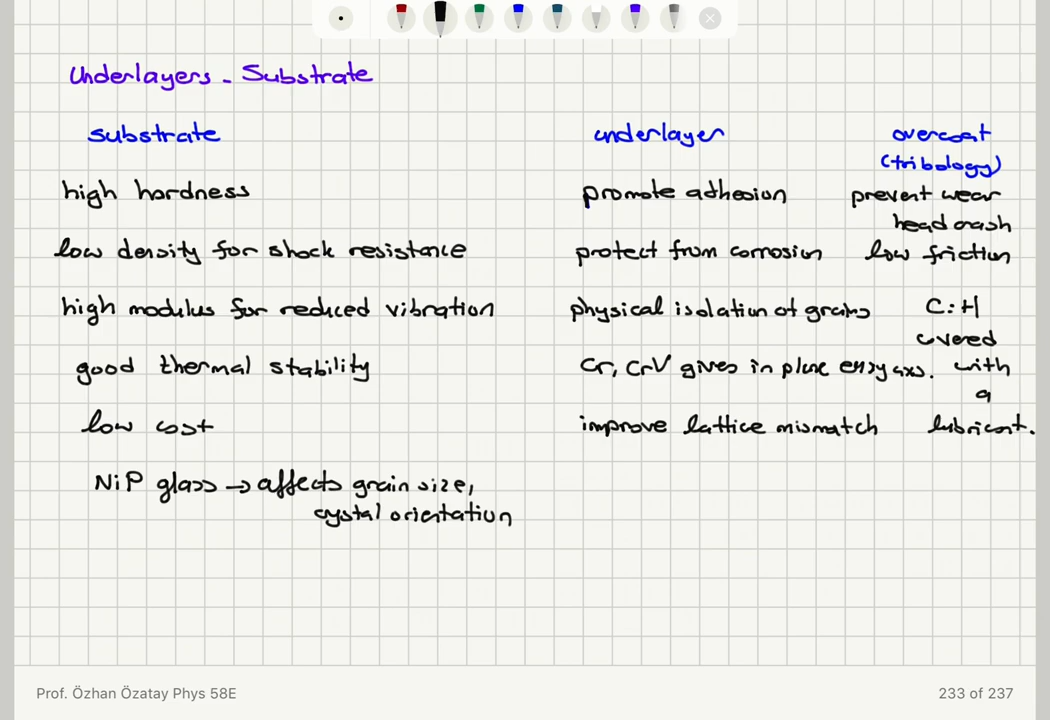 Underlayers - Substrate
substrate
high hardness
low density for shock resistance
high modulus for reduced vibration
good thermal stability
low cost
NiP glass → affects grain size,
crystal orientation
underlayer
promote adhesion
protect from corrosion
physical isolation of grains
Cr, CrV gives in plane easy axs.
improve lattice mismatch
overcoat
(tribology)
prevent wear
head crash
low friction
C:H
covered
with
a
lubricant.
Prof. Özhan Özatay Phys 58E
233 of 237